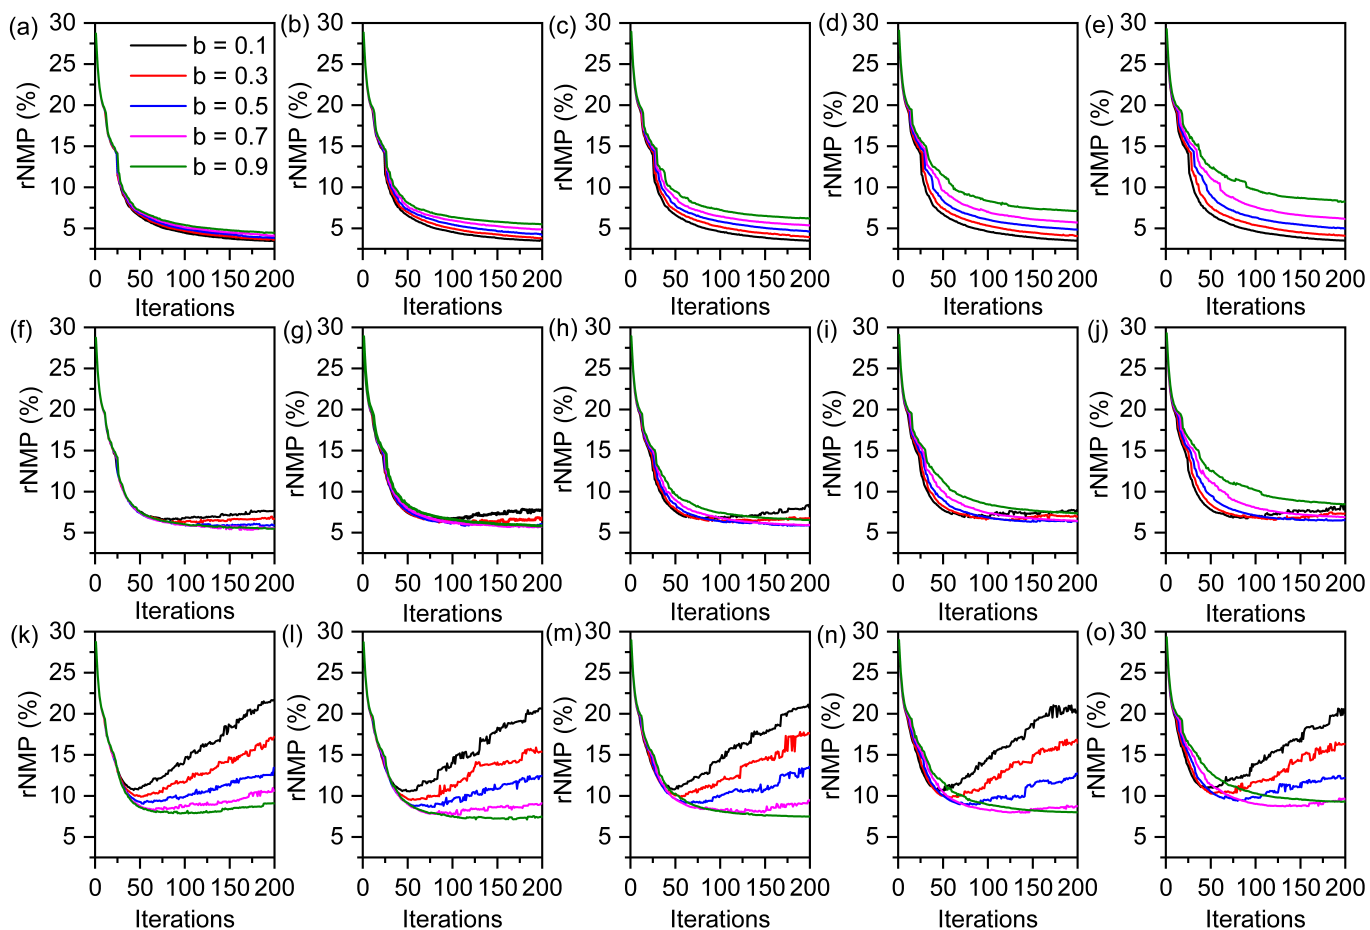 (a) (b) (c) (d) (e)
30 30 30 30 30
25 25 25 25 25
20 20 20 20 20
15 15 15 15 15
10 10 10 10 10
5 5 5 5 5
rNMP (%) rNMP (%) rNMP (%) rNMP (%) rNMP (%)
b = 0.1
b = 0.3
b = 0.5
b = 0.7
b = 0.9
0 50 100 150 200 0 50 100 150 200 0 50 100 150 200 0 50 100 150 200 0 50 100 150 200
Iterations Iterations Iterations Iterations Iterations
(f) (g) (h) (i) (j)
30 30 30 30 30
25 25 25 25 25
20 20 20 20 20
15 15 15 15 15
10 10 10 10 10
5 5 5 5 5
rNMP (%) rNMP (%) rNMP (%) rNMP (%) rNMP (%)
0 50 100 150 200 0 50 100 150 200 0 50 100 150 200 0 50 100 150 200 0 50 100 150 200
Iterations Iterations Iterations Iterations Iterations
(k) (l) (m) (n) (o)
30 30 30 30 30
25 25 25 25 25
20 20 20 20 20
15 15 15 15 15
10 10 10 10 10
5 5 5 5 5
rNMP (%) rNMP (%) rNMP (%) rNMP (%) rNMP (%)
0 50 100 150 200 0 50 100 150 200 0 50 100 150 200 0 50 100 150 200 0 50 100 150 200
Iterations Iterations Iterations Iterations Iterations